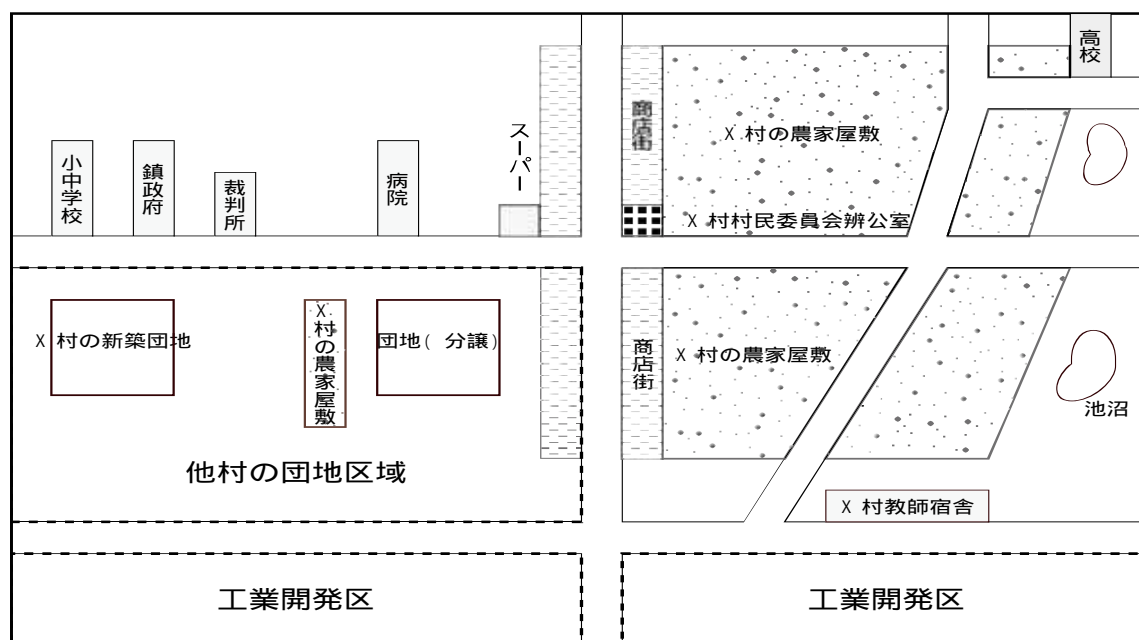 高校
商店街
X 村の農家屋敷
スーパー
小中学校
鎮政府
裁判所
病院
X 村村民委員会辦公室
X 村の新築団地
X 村の農家屋敷
団地( 分譲)
商店街
X 村の農家屋敷
池沼
他村の団地区域
X 村教師宿舎
工業開発区
工業開発区